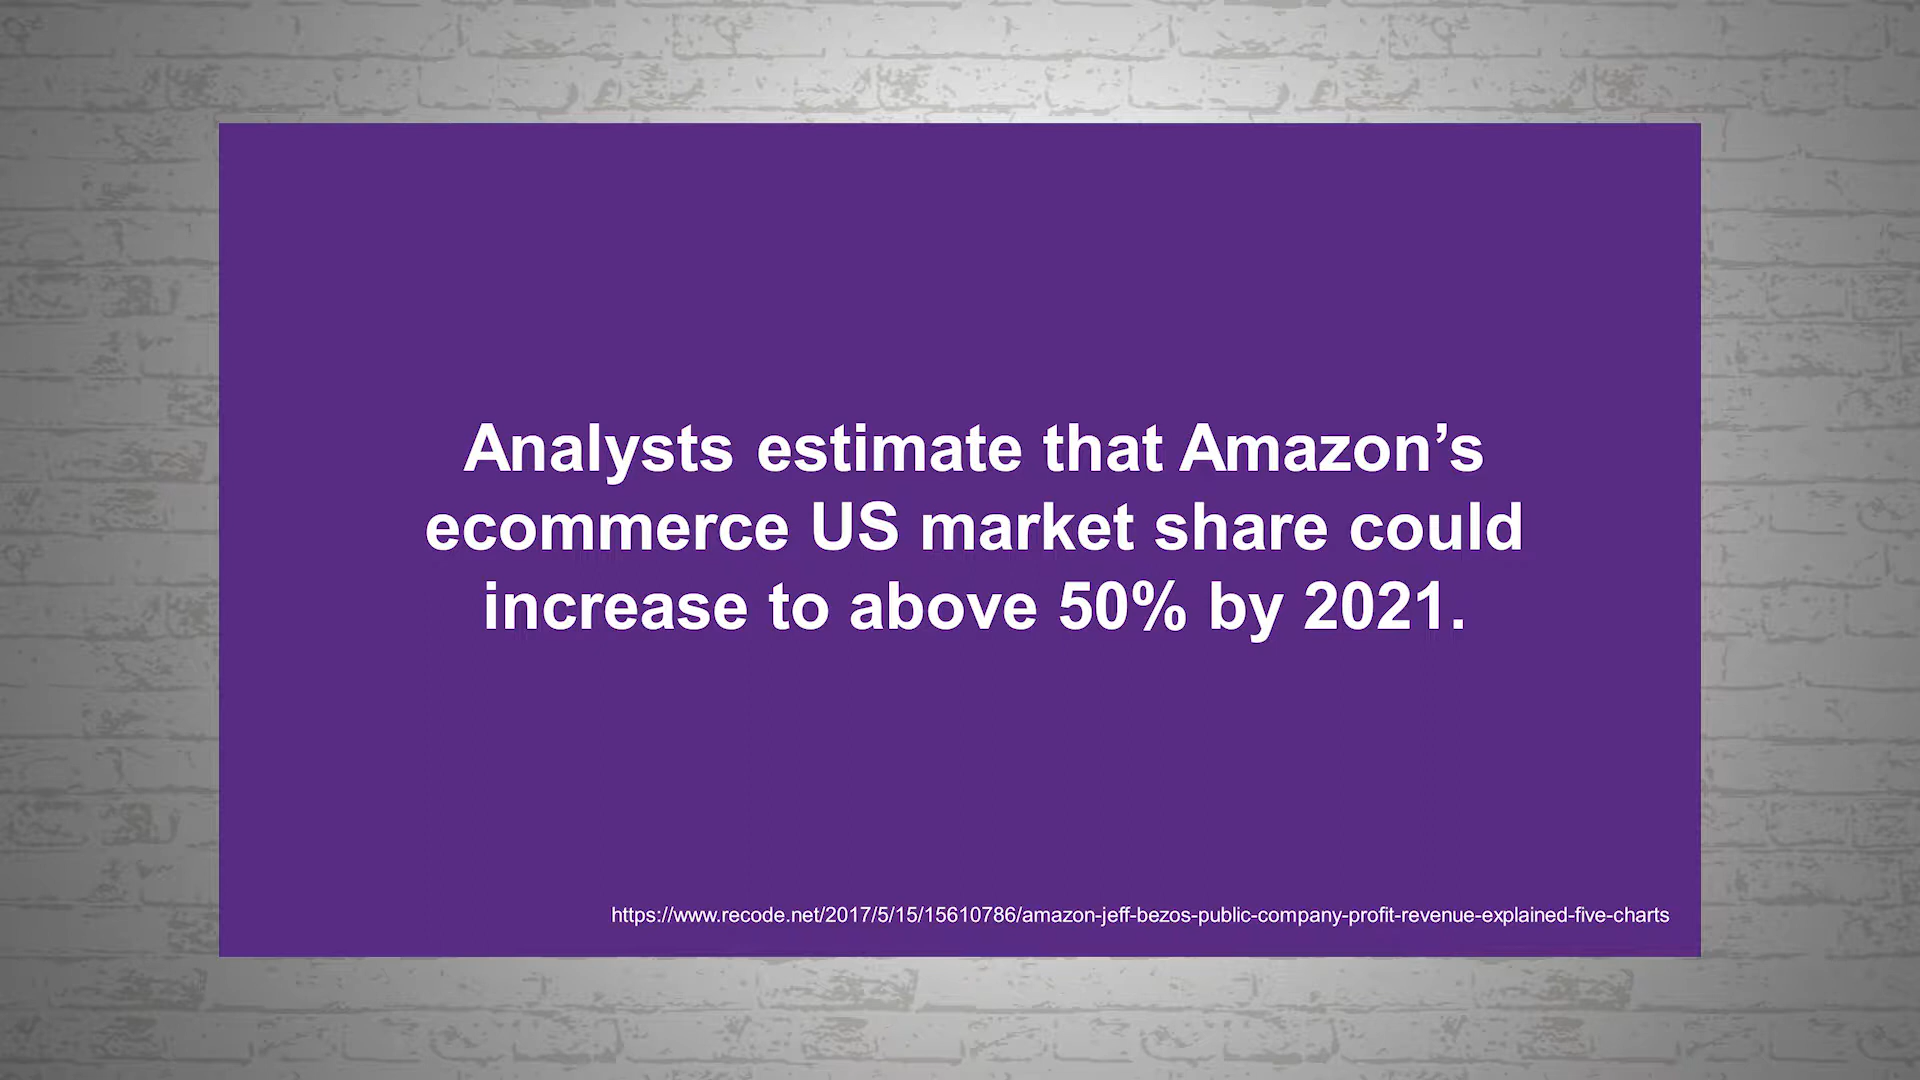 Analysts estimate that Amazon’s
ecommerce US market share could
increase to above 50% by 2021.
https://www.recode.net/2017/5/15/15610786/amazon-jeff-bezos-public-company-profit-revenue-explained-five-charts